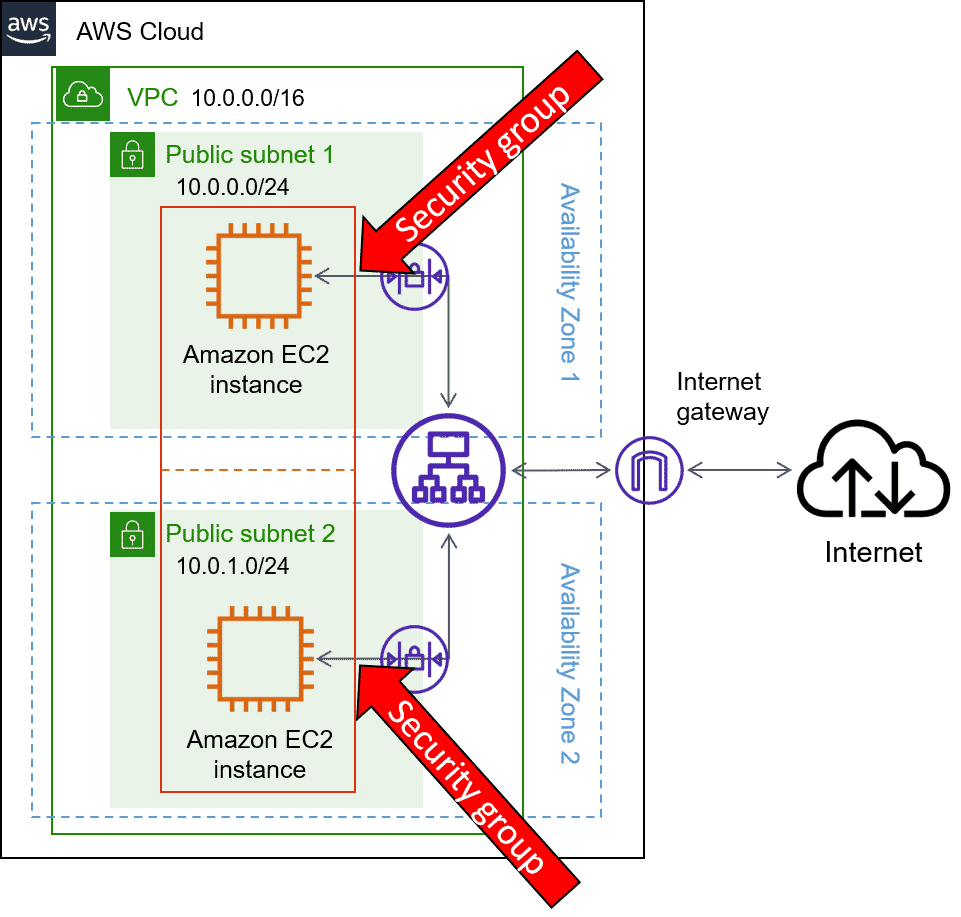 aws
AWS Cloud
VPC 10.0.0.0/16
Public subnet 1
10.0.0.0/24
Security group
Amazon EC2
instance
Availability Zone 1
Internet
gateway
Internet
Public subnet 2
10.0.1.0/24
Amazon EC2
instance
Security group
Availability Zone 2